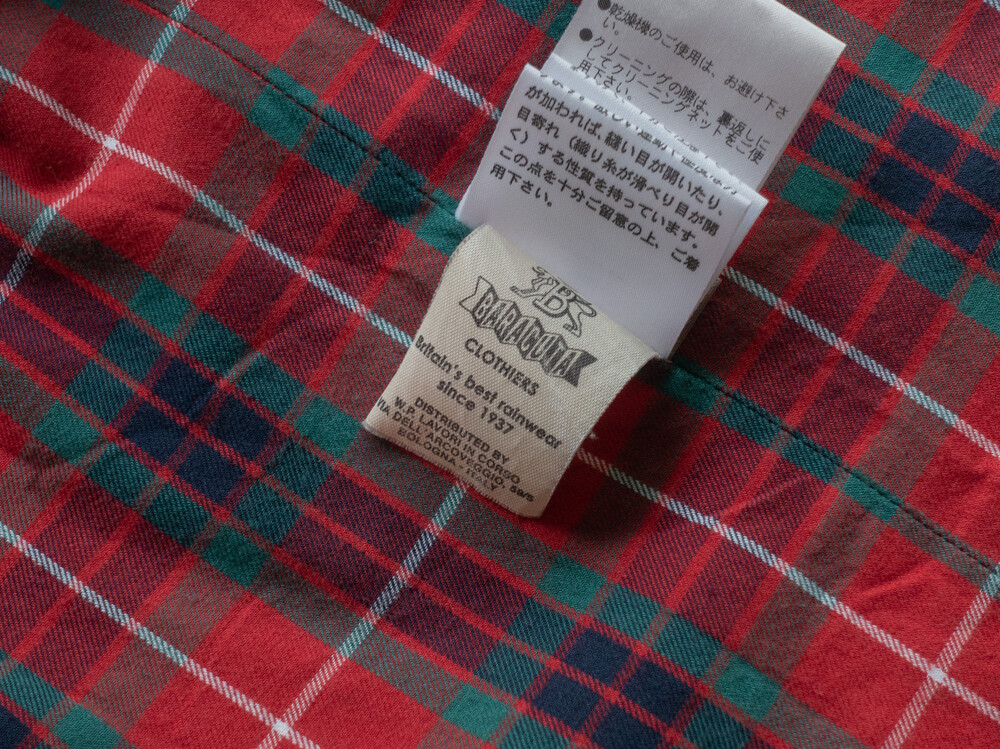 ●乾燥機のご使用は、お避け下さ
い。
●クリーニングの際は、裏返しに
してクリーニングネットをご使
用下さい。
が加われば、縫い目が開いたり、
目寄れ（織り糸が滑べり目が開
く）する性質を持っています。
この点を十分ご留意の上、ご着
用下さい。
B
BARACUTA
CLOTHIERS
Britain's best rainwear
since 1937
DISTRIBUTED BY
W.P. LAVORI IN CORSO
VIA DELL'ARCOVEGGIO, 59/5
BOLOGNA - ITALY